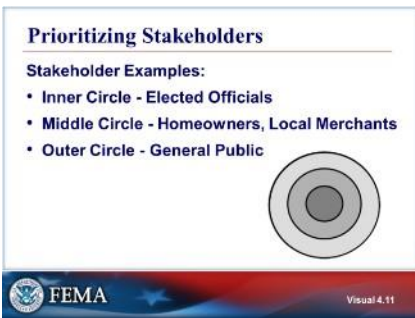 Prioritizing Stakeholders
Stakeholder Examples:
• Inner Circle - Elected Officials
• Middle Circle - Homeowners, Local Merchants
• Outer Circle - General Public
FEMA
Visual 4.11